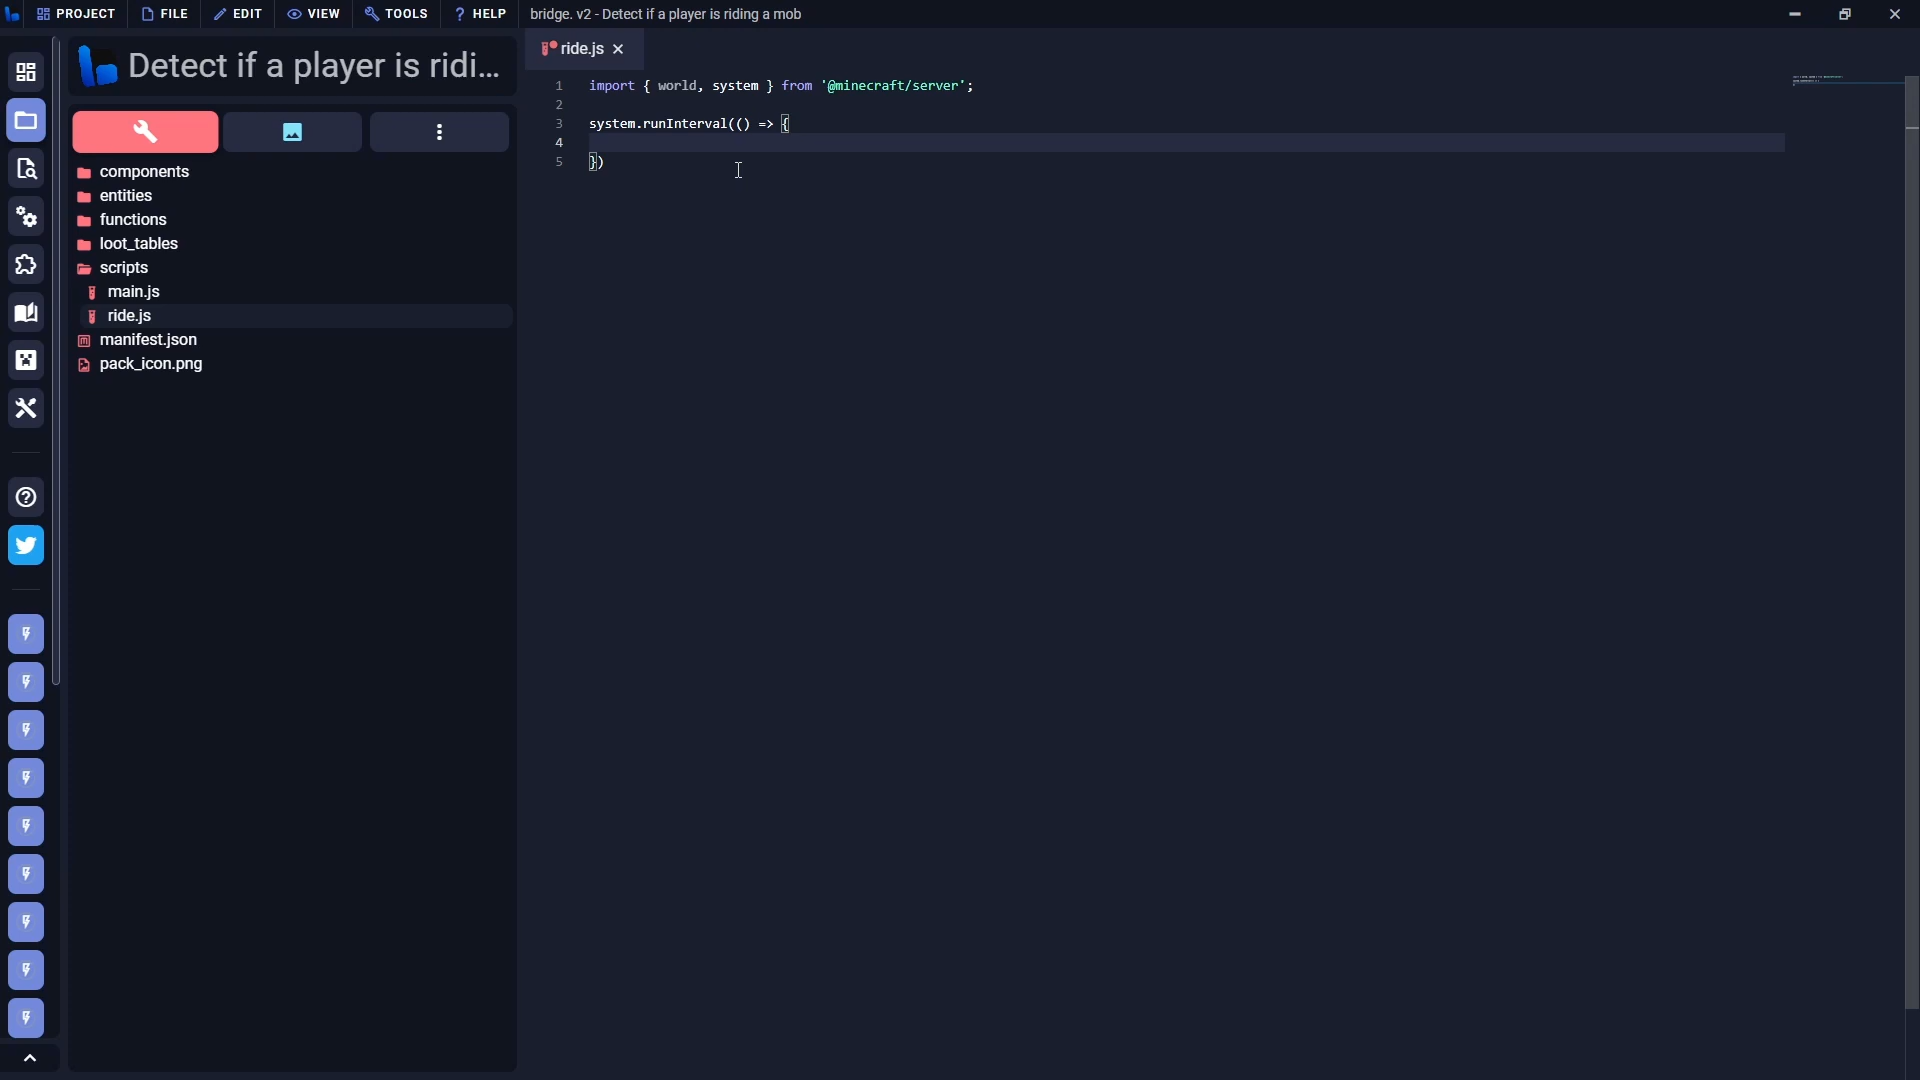 PROJECT FILE EDIT VIEW TOOLS HELP bridge. v2 - Detect if a player is riding a mob
Detect if a player is ridi...
ride.js
components
entities
functions
loot_tables
scripts
main.js
ride.js
manifest.json
pack_icon.png
1 import { world, system } from '@minecraft/server';
2
3 system.runInterval(() => {
4
5 })